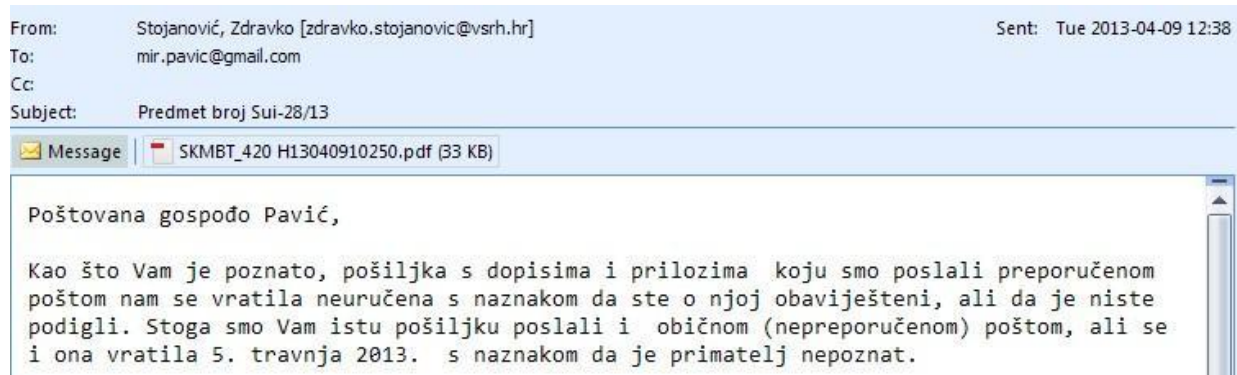 From: Stojanović, Zdravko [zdravko.stojanovic@vsrh.hr] Sent: Tue 2013-04-09 12:38
To: mir.pavic@gmail.com
Cc:
Subject: Predmet broj Sui-28/13
Message SKMBT_420 H13040910250.pdf (33 KB)
Poštovana gospođo Pavić,
Kao što Vam je poznato, pošiljka s dopisima i prilozima koju smo poslali preporučenom
poštom nam se vratila neuručena s naznakom da ste o njoj obaviješteni, ali da je niste
podigli. Stoga smo Vam istu pošiljku poslali i običnom (nepreporučenom) poštom, ali se
i ona vratila 5. travnja 2013. s naznakom da je primatelj nepoznat.